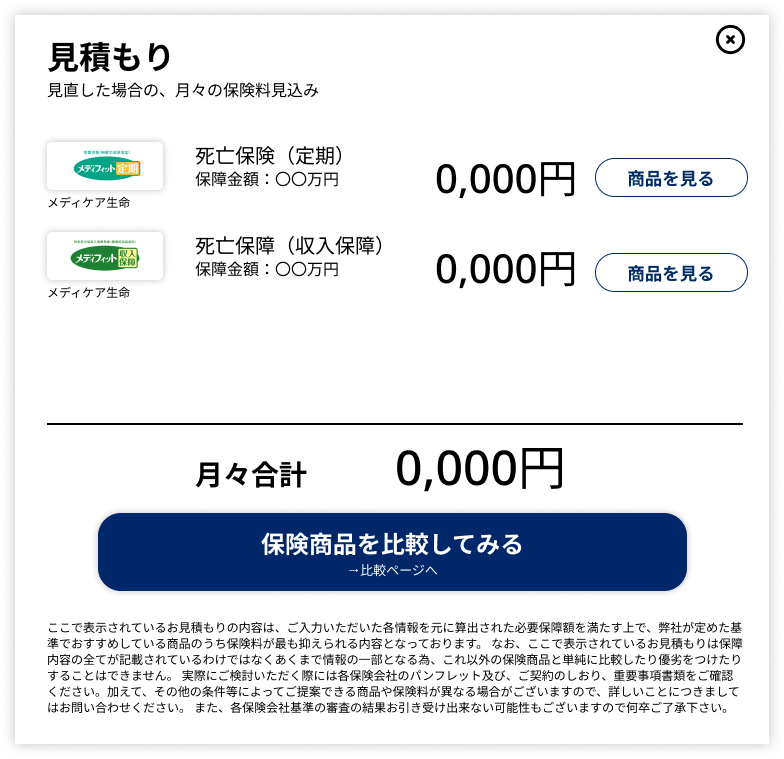 見積もり
見直した場合の、月々の保険料見込み
メディフィット定期
死亡保険（定期）
保障金額：〇〇万円
0,000円
商品を見る
メディケア生命
メディフィット収入保障
死亡保障（収入保障）
保障金額：〇〇万円
0,000円
商品を見る
メディケア生命
月々合計
0,000円
保険商品を比較してみる
→比較ページへ
ここで表示されているお見積もりの内容は、ご入力いただいた各情報を元に算出された必要保障額を満たす上で、弊社が定めた基
準でおすすめしている商品のうち保険料が最も抑えられる内容となっております。 なお、ここで表示されているお見積もりは保障
内容の全てが記載されているわけではなくあくまで情報の一部となる為、これ以外の保険商品と単純に比較したり優劣をつけたり
することはできません。 実際にご検討いただく際には各保険会社のパンフレット及び、ご契約のしおり、重要事項書類をご確認
ください。加えて、その他の条件等によってご提案できる商品や保険料が異なる場合がございますので、詳しいことにつきまして
はお問い合わせください。 また、各保険会社基準の審査の結果お引き受け出来ない可能性もございますので何卒ご了承下さい。